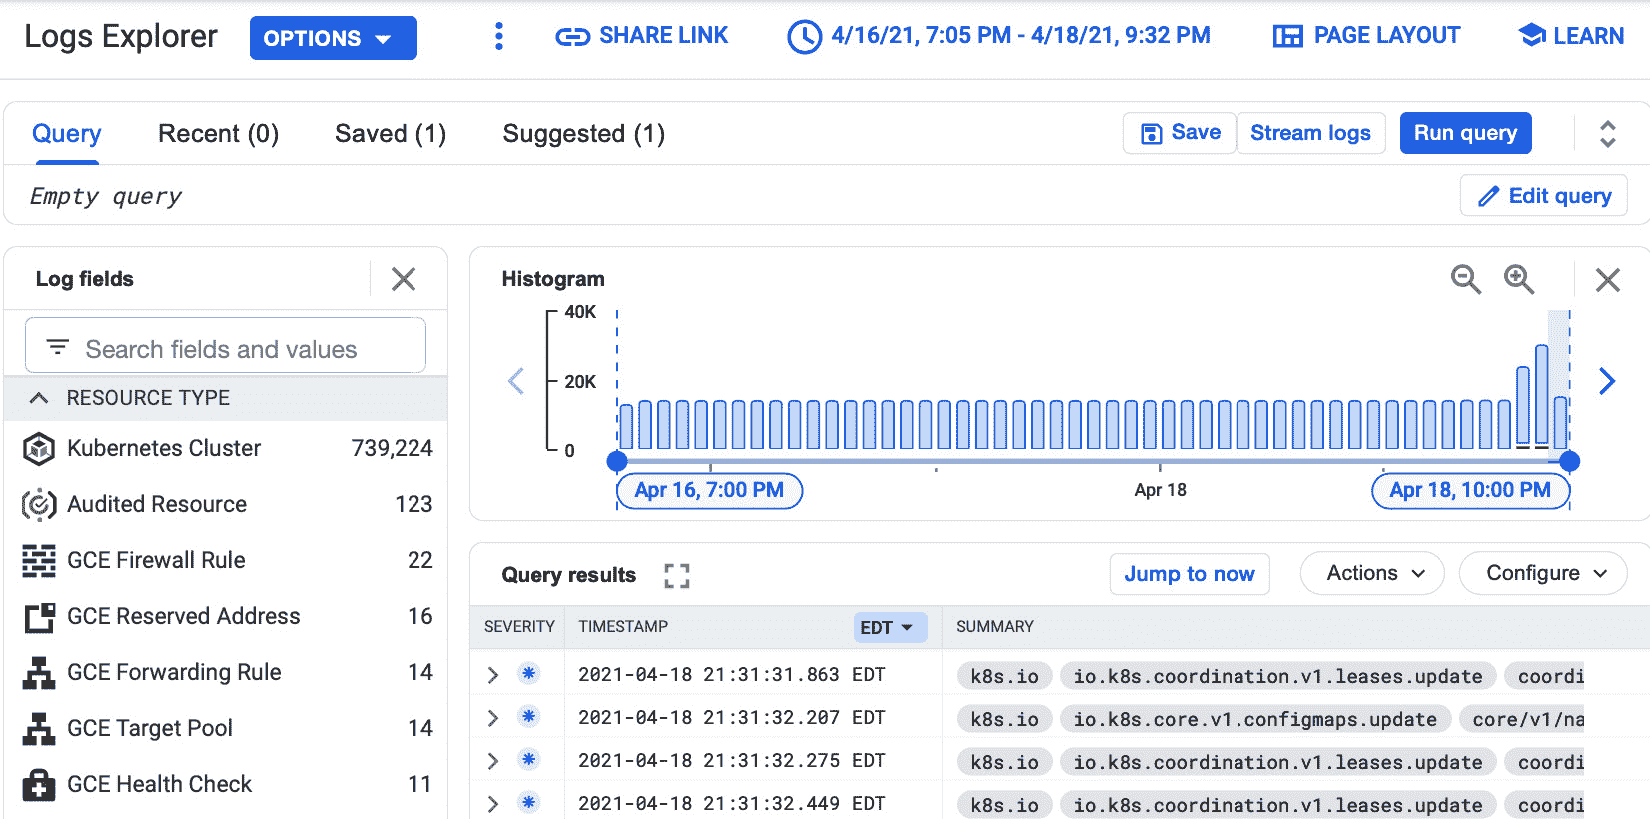 Logs Explorer OPTIONS SHARE LINK 4/16/21, 7:05 PM - 4/18/21, 9:32 PM PAGE LAYOUT LEARN
Query Recent (0) Saved (1) Suggested (1) Save Stream logs Run query
Empty query Edit query
Log fields
Search fields and values
RESOURCE TYPE
Kubernetes Cluster 739,224
Audited Resource 123
GCE Firewall Rule 22
GCE Reserved Address 16
GCE Forwarding Rule 14
GCE Target Pool 14
GCE Health Check 11
Histogram
40K
20K
0
Apr 16, 7:00 PM Apr 18 Apr 18, 10:00 PM
Query results Jump to now Actions Configure
SEVERITY TIMESTAMP EDT SUMMARY
2021-04-18 21:31:31.863 EDT k8s.io io.k8s.coordination.v1.leases.update coordi
2021-04-18 21:31:32.207 EDT k8s.io io.k8s.core.v1.configmaps.update core/v1/na
2021-04-18 21:31:32.275 EDT k8s.io io.k8s.coordination.v1.leases.update coordi
2021-04-18 21:31:32.449 EDT k8s.io io.k8s.coordination.v1.leases.update coordi